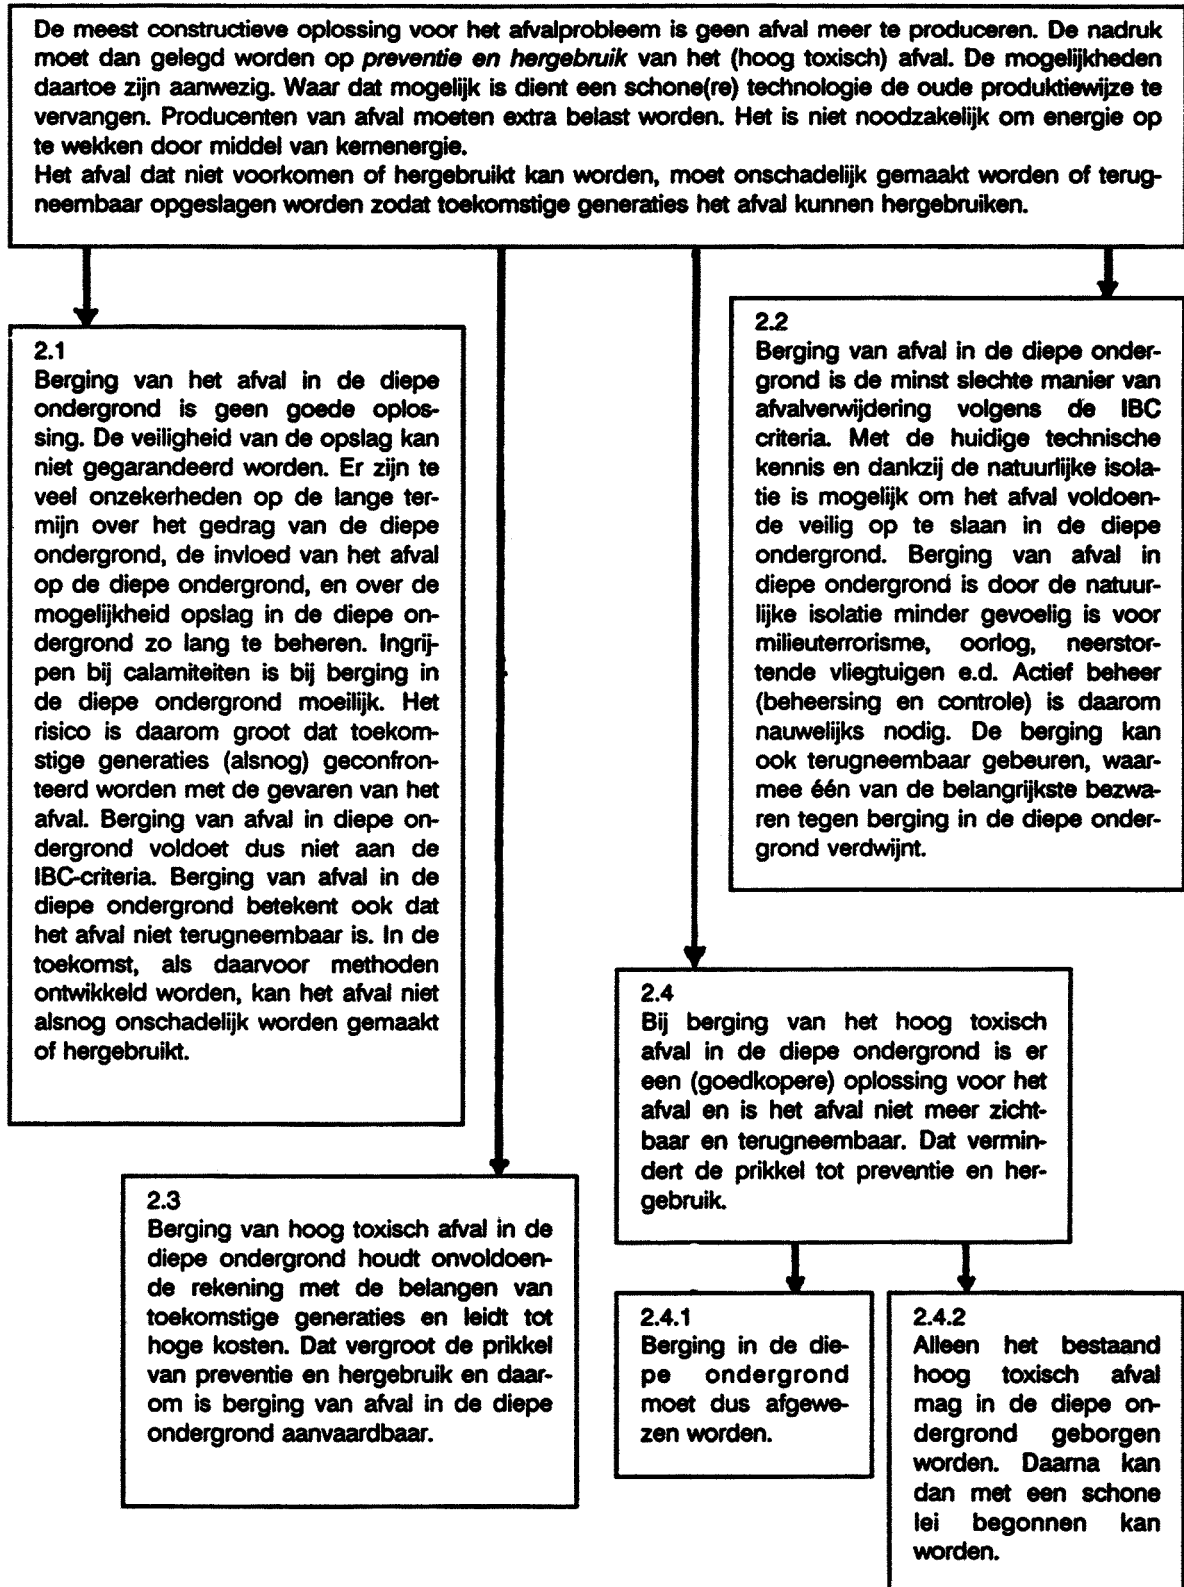 De meest constructieve oplossing voor het afvalprobleem is geen afval meer te produceren. De nadruk
moet dan gelegd worden op preventie en hergebruik van het (hoog toxisch) afval. De mogelijkheden
daartoe zijn aanwezig. Waar dat mogelijk is dient een schone(re) technologie de oude produktiewijze te
vervangen. Producenten van afval moeten extra belast worden. Het is niet noodzakelijk om energie op
te wekken door middel van kernenergie.
Het afval dat niet voorkomen of hergebruikt kan worden, moet onschadelijk gemaakt worden of terug-
neembaar opgeslagen worden zodat toekomstige generaties het afval kunnen hergebruiken.
2.1
Berging van het afval in de diepe
ondergrond is geen goede oplos-
sing. De veiligheid van de opslag kan
niet gegarandeerd worden. Er zijn te
veel onzekerheden op de lange ter-
mijn over het gedrag van de diepe
ondergrond, de invloed van het afval
op de diepe ondergrond, en over de
mogelijkheid opslag in de diepe on-
dergrond zo lang te beheren. Ingrij-
pen bij calamiteiten is bij berging in
de diepe ondergrond moeilijk. Het
risico is daarom groot dat toekom-
stige generaties (alsnog) geconfron-
teerd worden met de gevaren van het
afval. Berging van afval in diepe on-
dergrond voldoet dus niet aan de
IBC-criteria. Berging van afval in de
diepe ondergrond betekent ook dat
het afval niet terugneembaar is. In de
toekomst, als daarvoor methoden
ontwikkeld worden, kan het afval niet
alsnog onschadelijk worden gemaakt
of hergebruikt.
2.2
Berging van afval in de diepe onder-
grond is de minst slechte manier van
afvalverwijdering volgens de IBC
criteria. Met de huidige technische
kennis en dankzij de natuurlijke isola-
tie is mogelijk om het afval voldoen-
de veilig op te slaan in de diepe
ondergrond. Berging van afval in
diepe ondergrond is door de natuur-
lijke isolatie minder gevoelig is voor
milieuterrorisme, oorlog, neerstor-
tende vliegtuigen e.d. Actief beheer
(beheersing en controle) is daarom
nauwelijks nodig. De berging kan
ook terugneembaar gebeuren, waar-
mee één van de belangrijkste bezwa-
ren tegen berging in de diepe onder-
grond verdwijnt.
2.3
Berging van hoog toxisch afval in de
diepe ondergrond houdt onvoldoen-
de rekening met de belangen van
toekomstige generaties en leidt tot
hoge kosten. Dat vergroot de prikkel
van preventie en hergebruik en daar-
om is berging van afval in de diepe
ondergrond aanvaardbaar.
2.4
Bij berging van het hoog toxisch
afval in de diepe ondergrond is er
een (goedkopere) oplossing voor het
afval en is het afval niet meer zicht-
baar en terugneembaar. Dat vermin-
dert de prikkel tot preventie en her-
gebruik.
2.4.1
Berging in de die-
pe ondergrond
moet dus afgewe-
zen worden.
2.4.2
Alleen het bestaand
hoog toxisch afval
mag in de diepe on-
dergrond geborgen
worden. Daarna kan
dan met een schone
lei begonnen kan
worden.